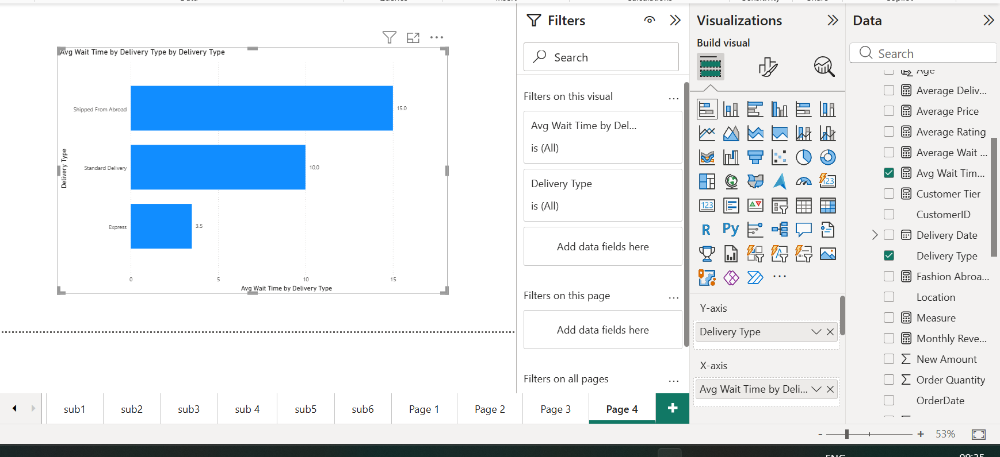 Avg Wait Time by Delivery Type by Delivery Type
Shipped From Abroad
15.0
Standard Delivery
10.0
Express
3.5
Delivery Type
0
5
10
15
Avg Wait Time by Delivery Type
Filters
Search
Filters on this visual
...
Avg Wait Time by Del...
is (All)
Delivery Type
is (All)
Add data fields here
Filters on this page
...
Add data fields here
Filters on all pages
...
Visualizations
Build visual
123
123
R
Py
...
Y-axis
Delivery Type
X-axis
Avg Wait Time by Deli...
Data
Search
Age
Average Deliv...
Average Price
Average Rating
Average Wait ...
Avg Wait Tim...
Customer Tier
CustomerID
Delivery Date
Delivery Type
Fashion Abroa...
Location
Measure
Monthly Reve...
New Amount
Order Quantity
OrderDate
sub1
sub2
sub3
sub 4
sub5
sub6
Page 1
Page 2
Page 3
Page 4
+
- + 53%